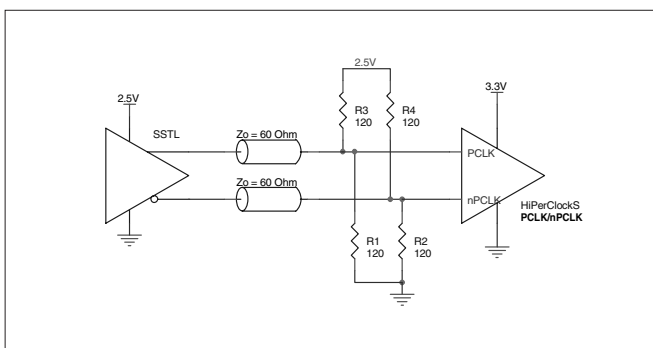 2.5V
SSTL
Zo = 60 Ohm
Zo = 60 Ohm
2.5V
R3
120
R4
120
3.3V
PCLK
nPCLK
HiPerClockS
PCLK/nPCLK
R1
120
R2
120